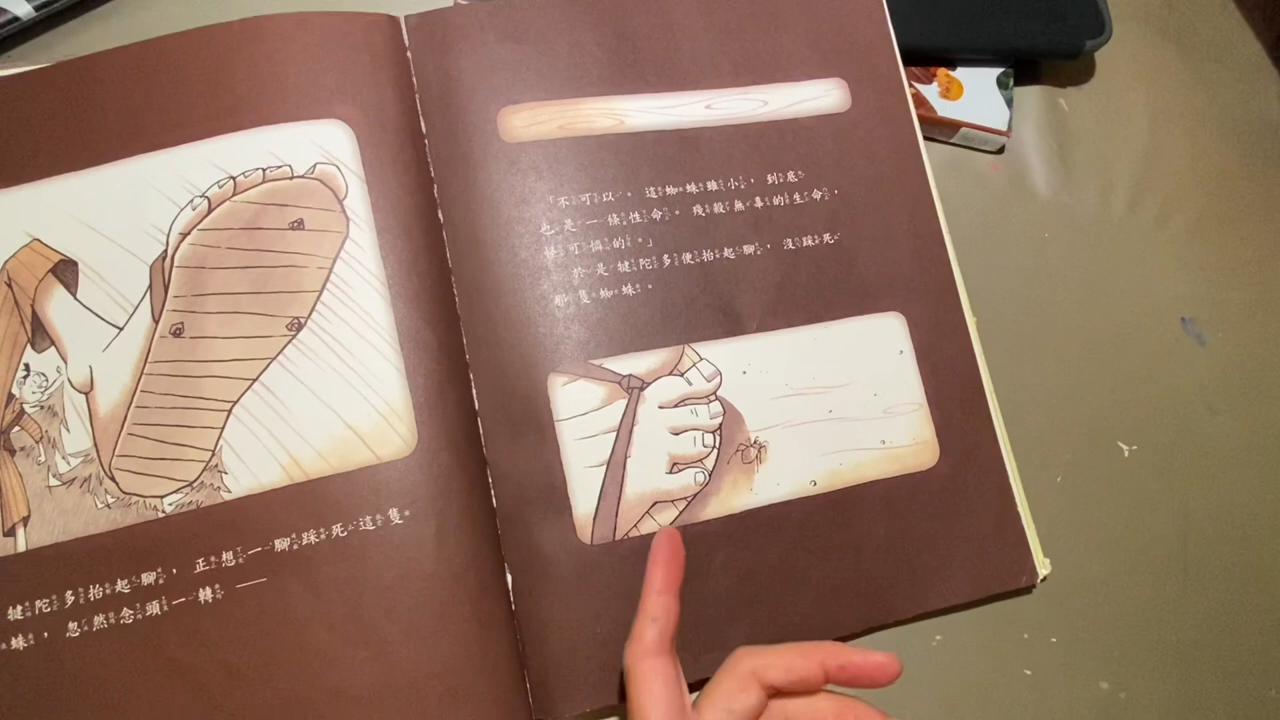 犍陀多抬起腳，正想一腳踩死這隻
蛛，忽然念頭一轉——
「不可以。這蜘蛛雖小，到底
也是一條性命。殘殺無辜的生命，
怪可憐的。」
於是犍陀多便抬起腳，沒踩死
那隻蜘蛛。